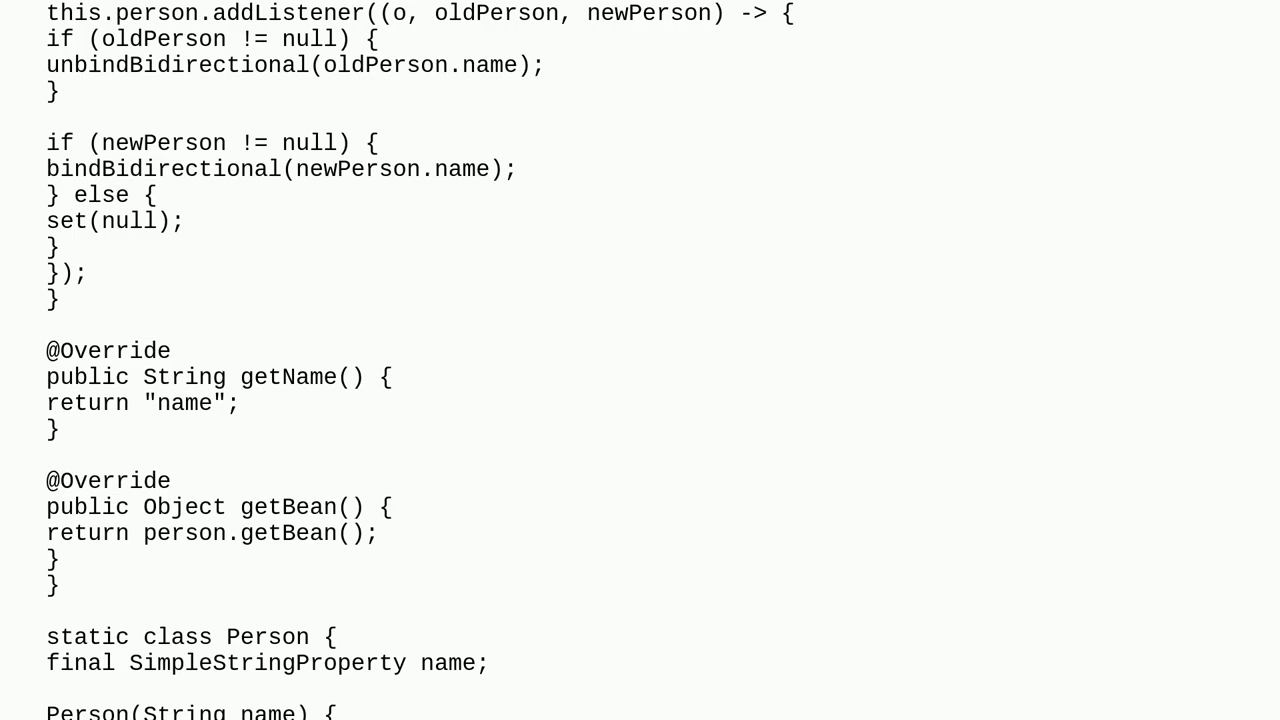 this.person.addListener((o, oldPerson, newPerson) -> {
if (oldPerson != null) {
unbindBidirectional(oldPerson.name);
}
if (newPerson != null) {
bindBidirectional(newPerson.name);
} else {
set(null);
}
});
}
@Override
public String getName() {
return "name";
}
@Override
public Object getBean() {
return person.getBean();
}
}
static class Person {
final SimpleStringProperty name;
Person(String name) {